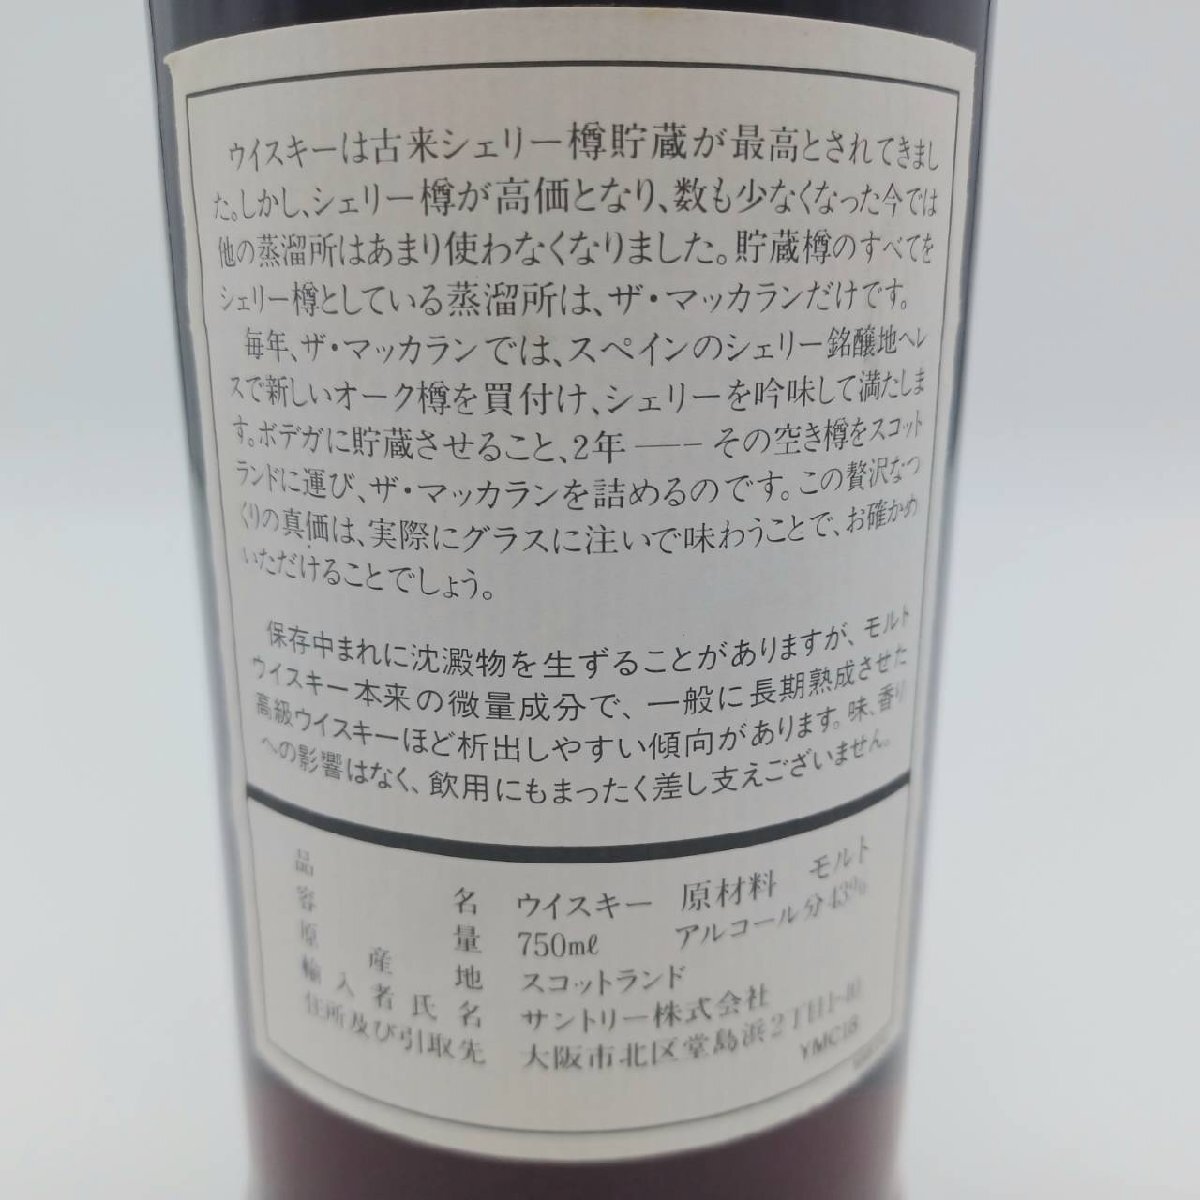 ウイスキーは古来シェリー樽貯蔵が最高とされてきまし
た。しかし、シェリー樽が高価となり、数も少なくなった今では
他の蒸溜所はあまり使わなくなりました。貯蔵樽のすべてを
シェリー樽としている蒸溜所は、ザ・マッカランだけです。
毎年、ザ・マッカランでは、スペインのシェリー銘醸地ヘレ
スで新しいオーク樽を買付け、シェリーを吟味して満たしま
す。ボデガに貯蔵させること、2年――その空き樽をスコット
ランドに運び、ザ・マッカランを詰めるのです。この贅沢なつ
くりの真価は、実際にグラスに注いで味わうことで、お確かめ
いただけることでしょう。
保存中まれに沈澱物を生ずることがありますが、モルト
ウイスキー本来の微量成分で、一般に長期熟成させた
高級ウイスキーほど析出しやすい傾向があります。味、香り
への影響はなく、飲用にもまったく差し支えございません。
品名 ウイスキー 原材料 モルト
容量 750mℓ アルコール分43%
原産地 スコットランド
輸入者氏名 サントリー株式会社
住所及び引取先 大阪市北区堂島浜2丁目1-40
YMC18